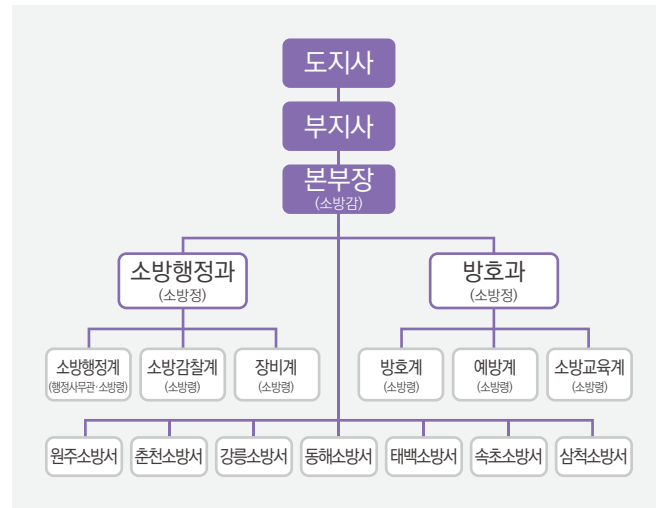 도지사
부지사
본부장
(소방감)
소방행정과
(소방정)
방호과
(소방정)
소방행정계
(행정사무관·소방령)
소방감찰계
(소방령)
장비계
(소방령)
방호계
(소방령)
예방계
(소방령)
소방교육계
(소방령)
원주소방서
춘천소방서
강릉소방서
동해소방서
태백소방서
속초소방서
삼척소방서